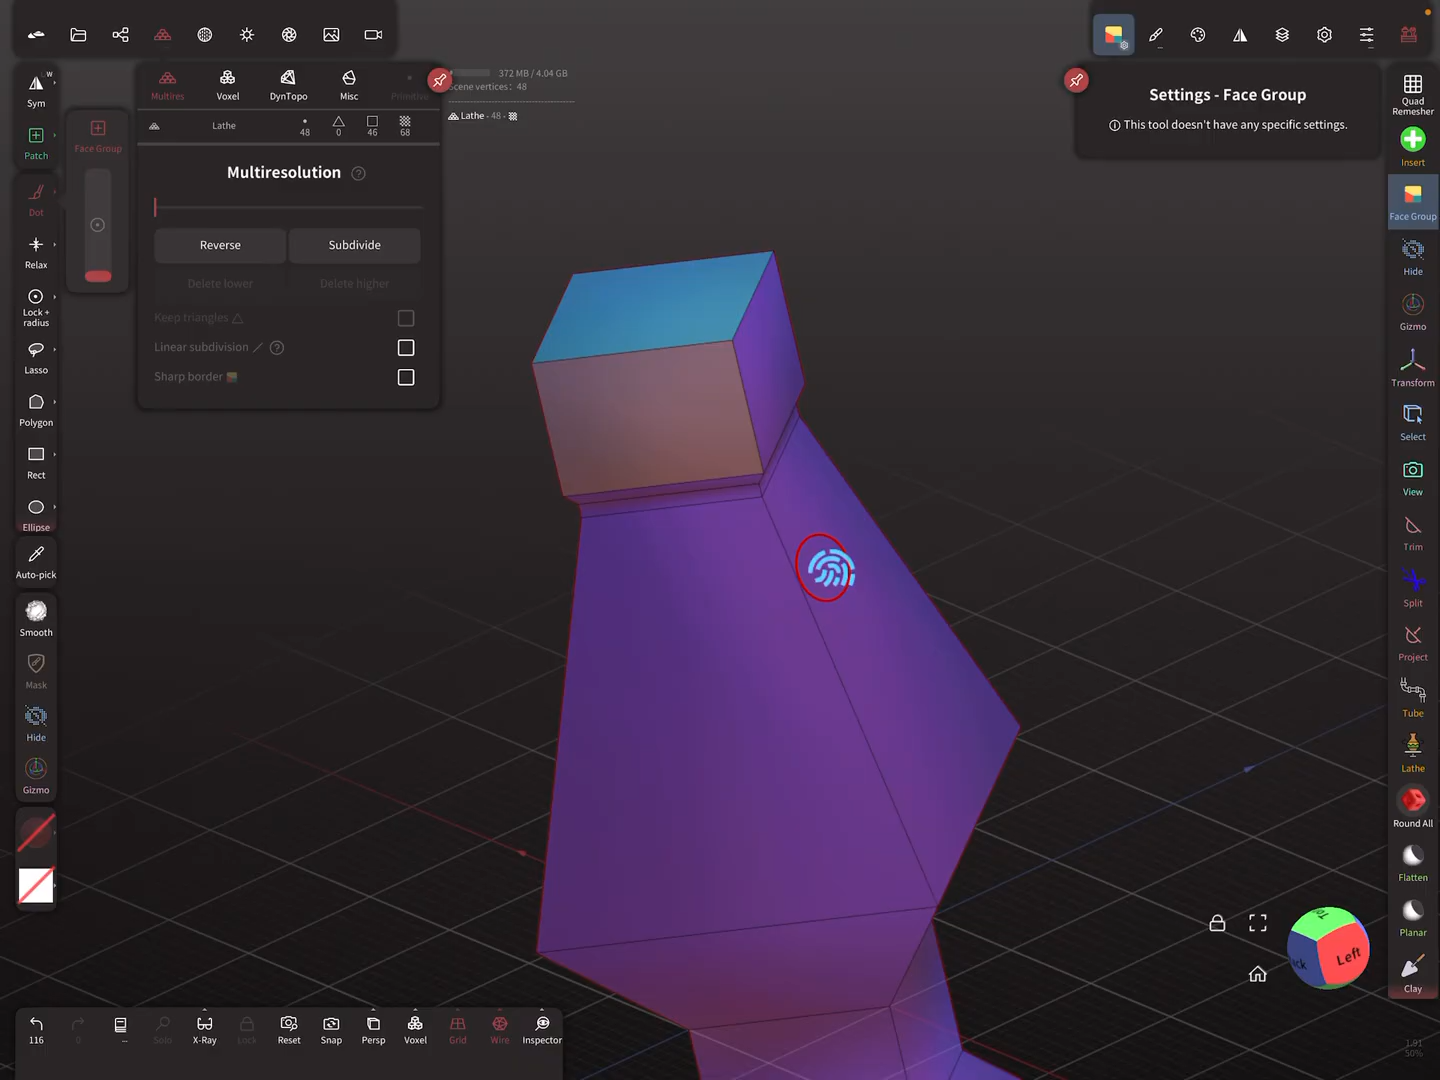 372 MB / 4.04 GB
Scene vertices: 48
Lathe - 48 -
W
Sym
Patch
Dot
Relax
Lock +
radius
Lasso
Polygon
Rect
Ellipse
Auto-pick
Smooth
Mask
Hide
Gizmo
Face Group
Multires
Voxel
DynTopo
Misc
Primitive
Lathe
48
0
46
68
Multiresolution ?
Reverse
Subdivide
Delete lower
Delete higher
Keep triangles
Linear subdivision ?
Sharp border
Settings - Face Group
This tool doesn't have any specific settings.
Quad
Remesher
Insert
Face Group
Hide
Gizmo
Transform
Select
View
Trim
Split
Project
Tube
Lathe
Round All
Flatten
Planar
Clay
Left
116
0
...
Solo
X-Ray
Lock
Reset
Snap
Persp
Voxel
Grid
Wire
Inspector
1.91
50%